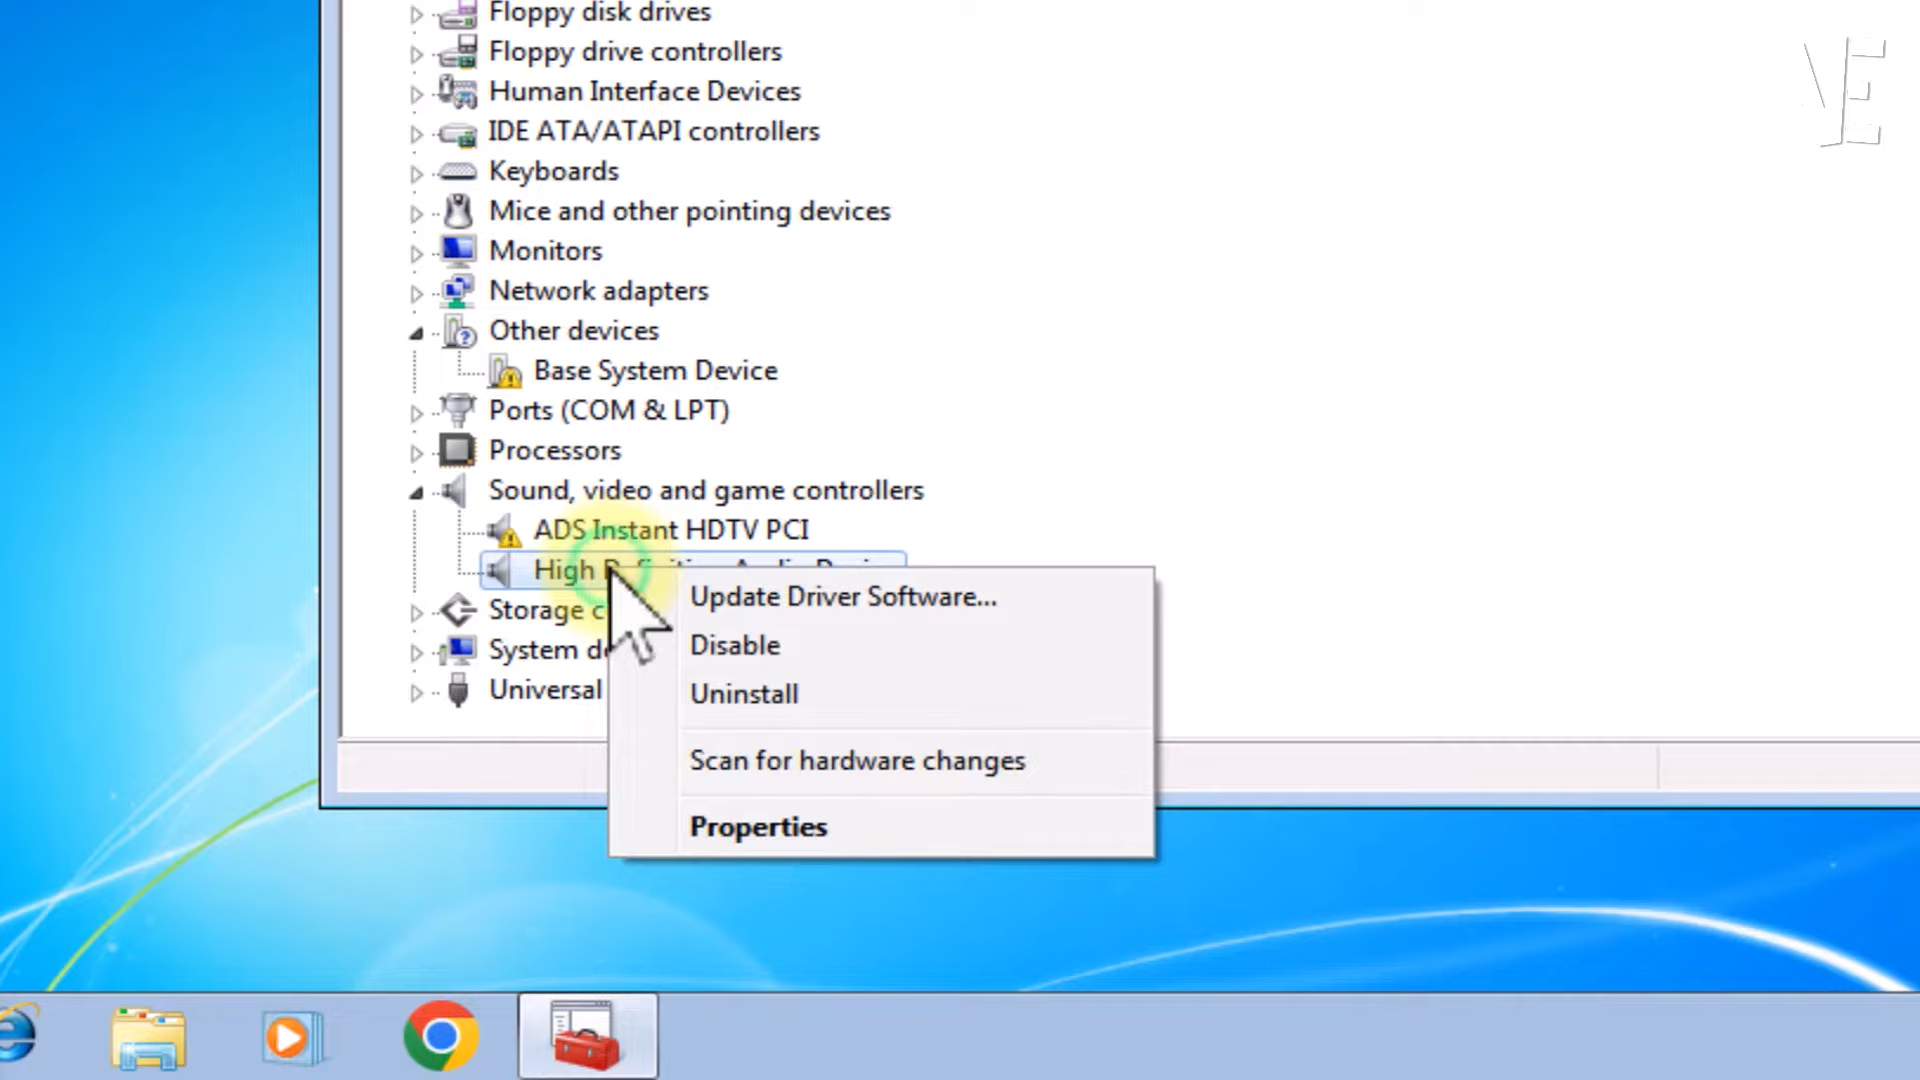 Floppy disk drives
Floppy drive controllers
Human Interface Devices
IDE ATA/ATAPI controllers
Keyboards
Mice and other pointing devices
Monitors
Network adapters
Other devices
Base System Device
Ports (COM & LPT)
Processors
Sound, video and game controllers
ADS Instant HDTV PCI
High
Storage
System
Universal
Update Driver Software...
Disable
Uninstall
Scan for hardware changes
Properties